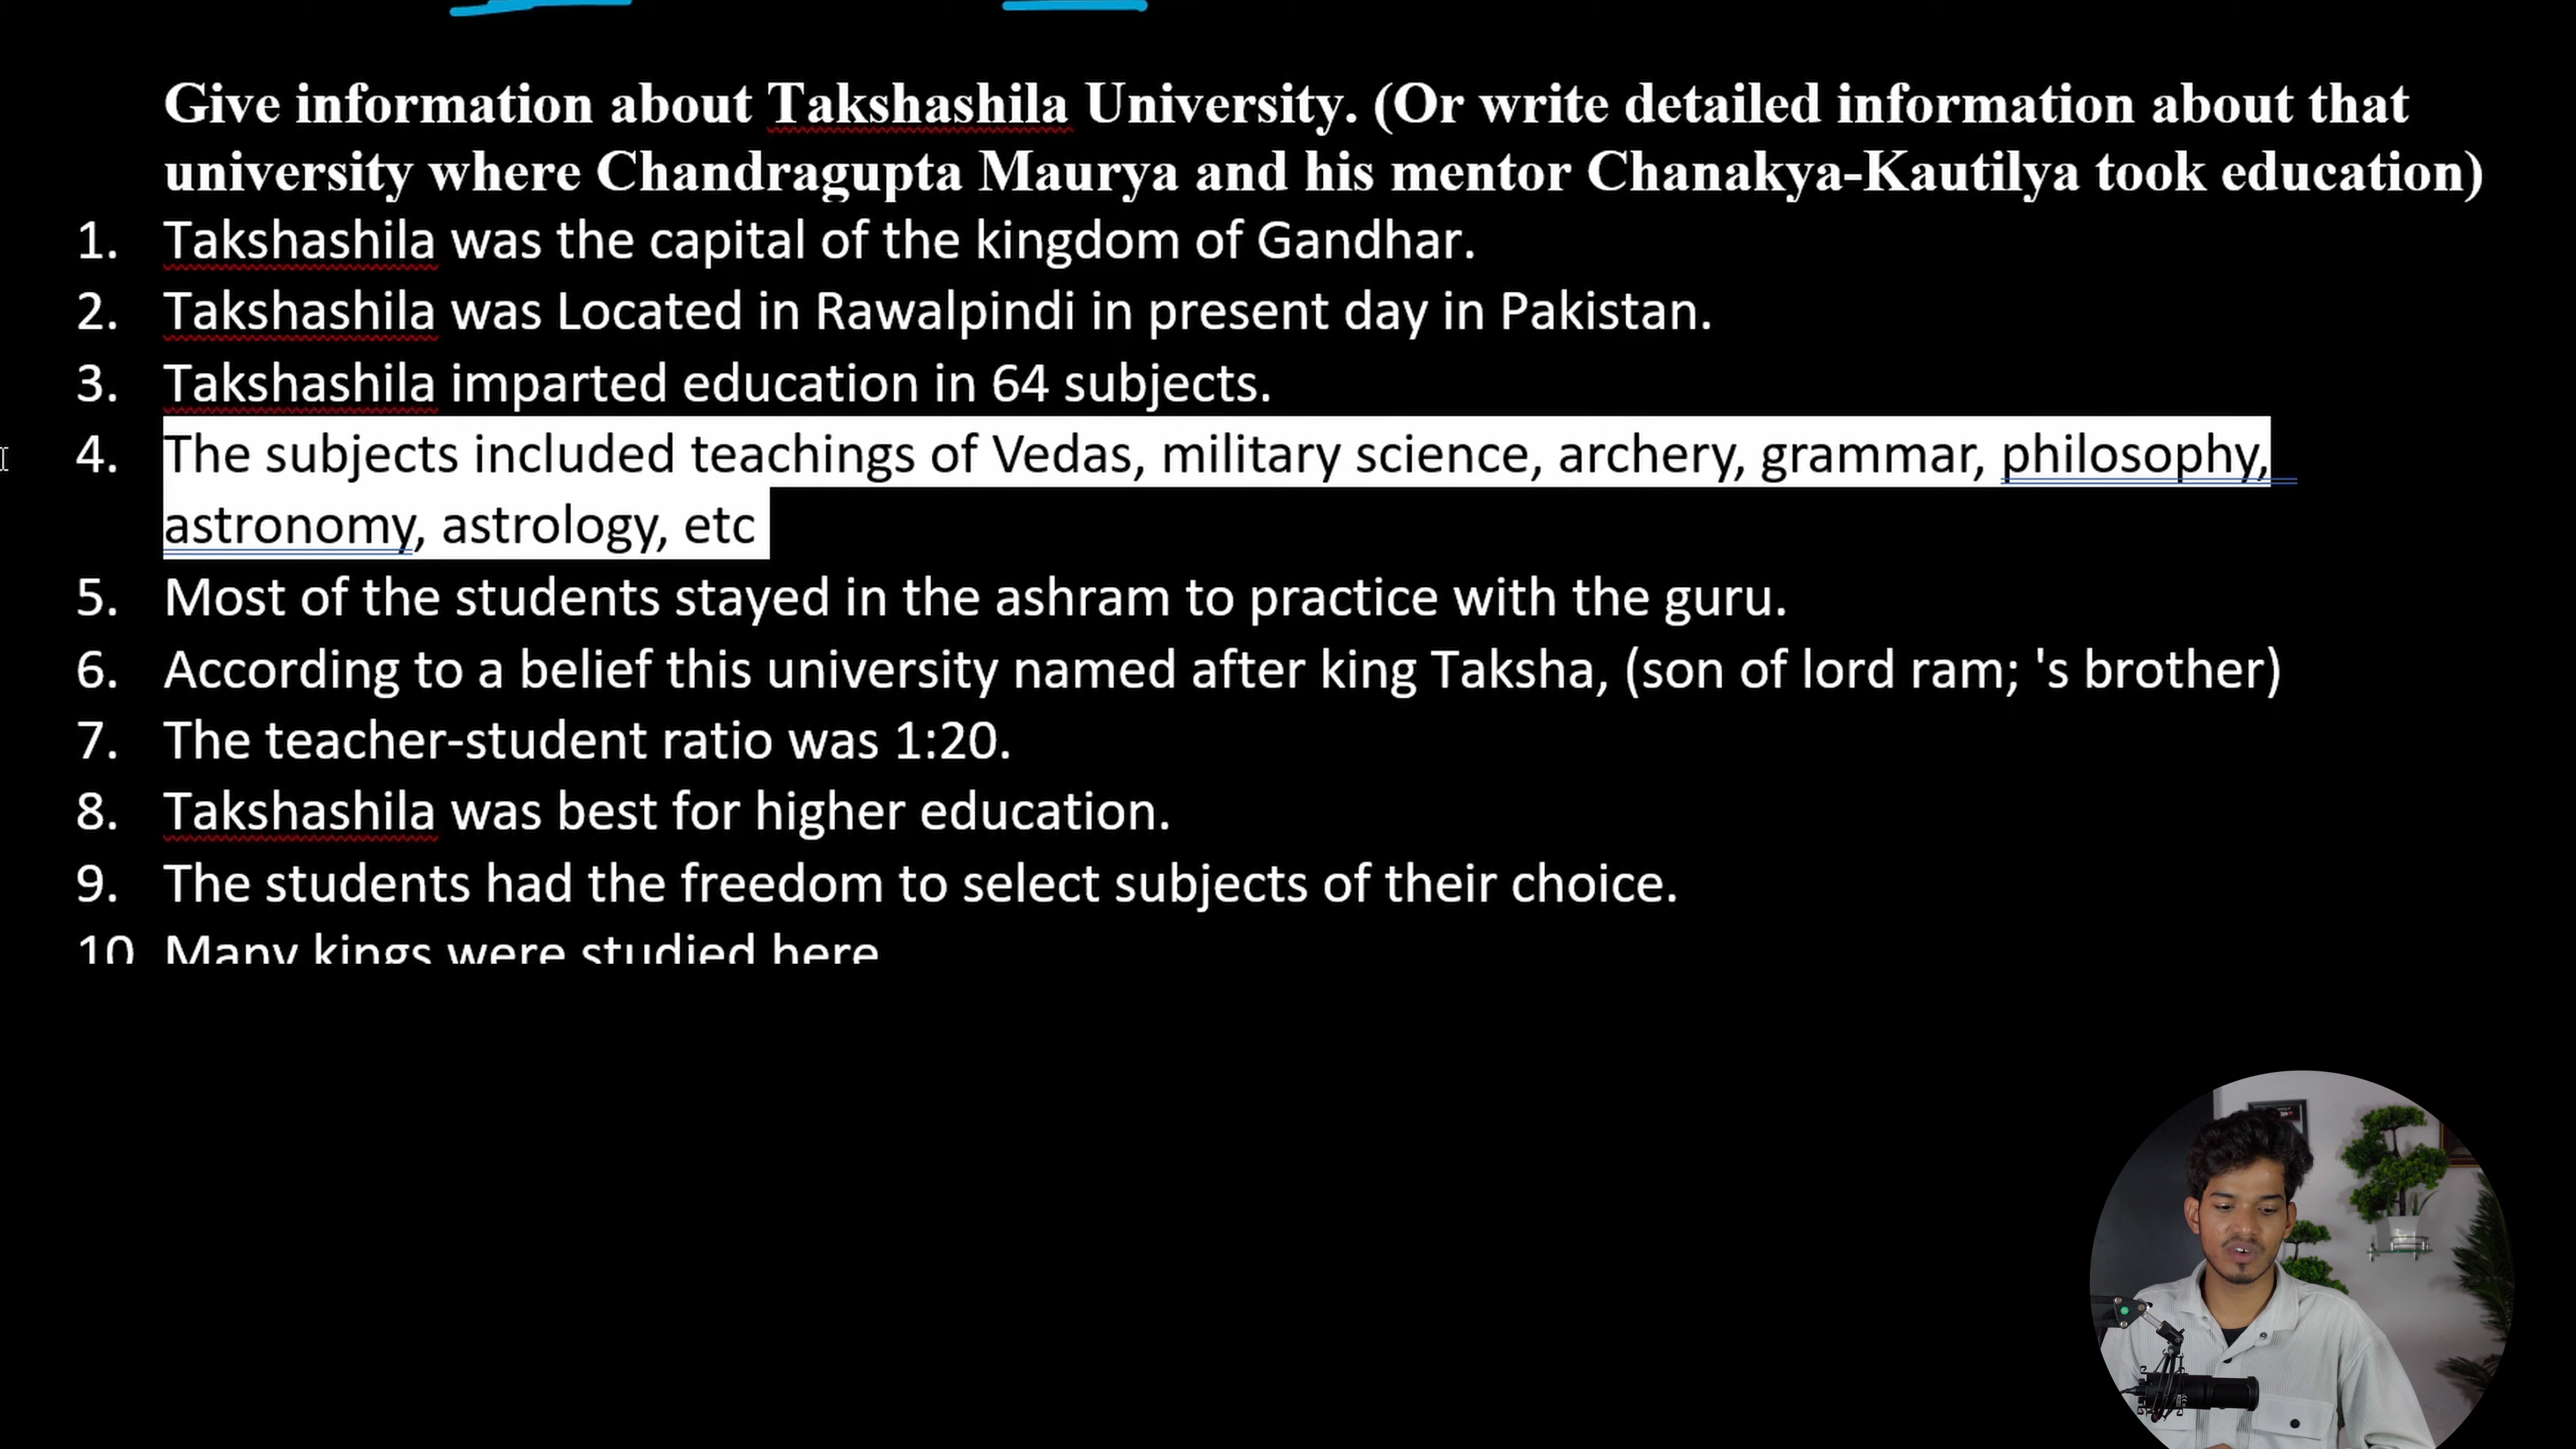 Give information about Takshashila University. (Or write detailed information about that
university where Chandragupta Maurya and his mentor Chanakya-Kautilya took education)
1. Takshashila was the capital of the kingdom of Gandhar.
2. Takshashila was Located in Rawalpindi in present day in Pakistan.
3. Takshashila imparted education in 64 subjects.
4. The subjects included teachings of Vedas, military science, archery, grammar, philosophy,
astronomy, astrology, etc
5. Most of the students stayed in the ashram to practice with the guru.
6. According to a belief this university named after king Taksha, (son of lord ram; 's brother)
7. The teacher-student ratio was 1:20.
8. Takshashila was best for higher education.
9. The students had the freedom to select subjects of their choice.
10 Many kings were studied here